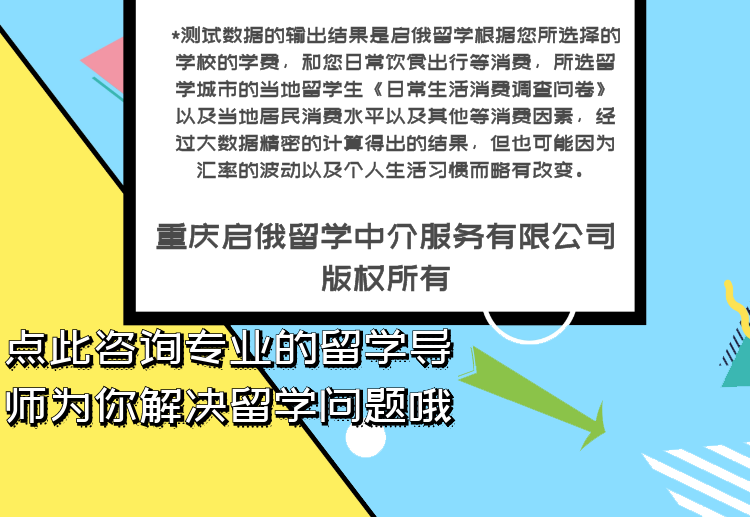 *测试数据的输出结果是启俄留学根据您所选择的
学校的学费，和您日常饮食出行等消费，所选留
学城市的当地留学生《日常生活消费调查问卷》
以及当地居民消费水平以及其他等消费因素，经
过大数据精密的计算得出的结果，但也可能因为
汇率的波动以及个人生活习惯而略有改变。
重庆启俄留学中介服务有限公司
版权所有
点此咨询专业的留学导
师为你解决留学问题哦